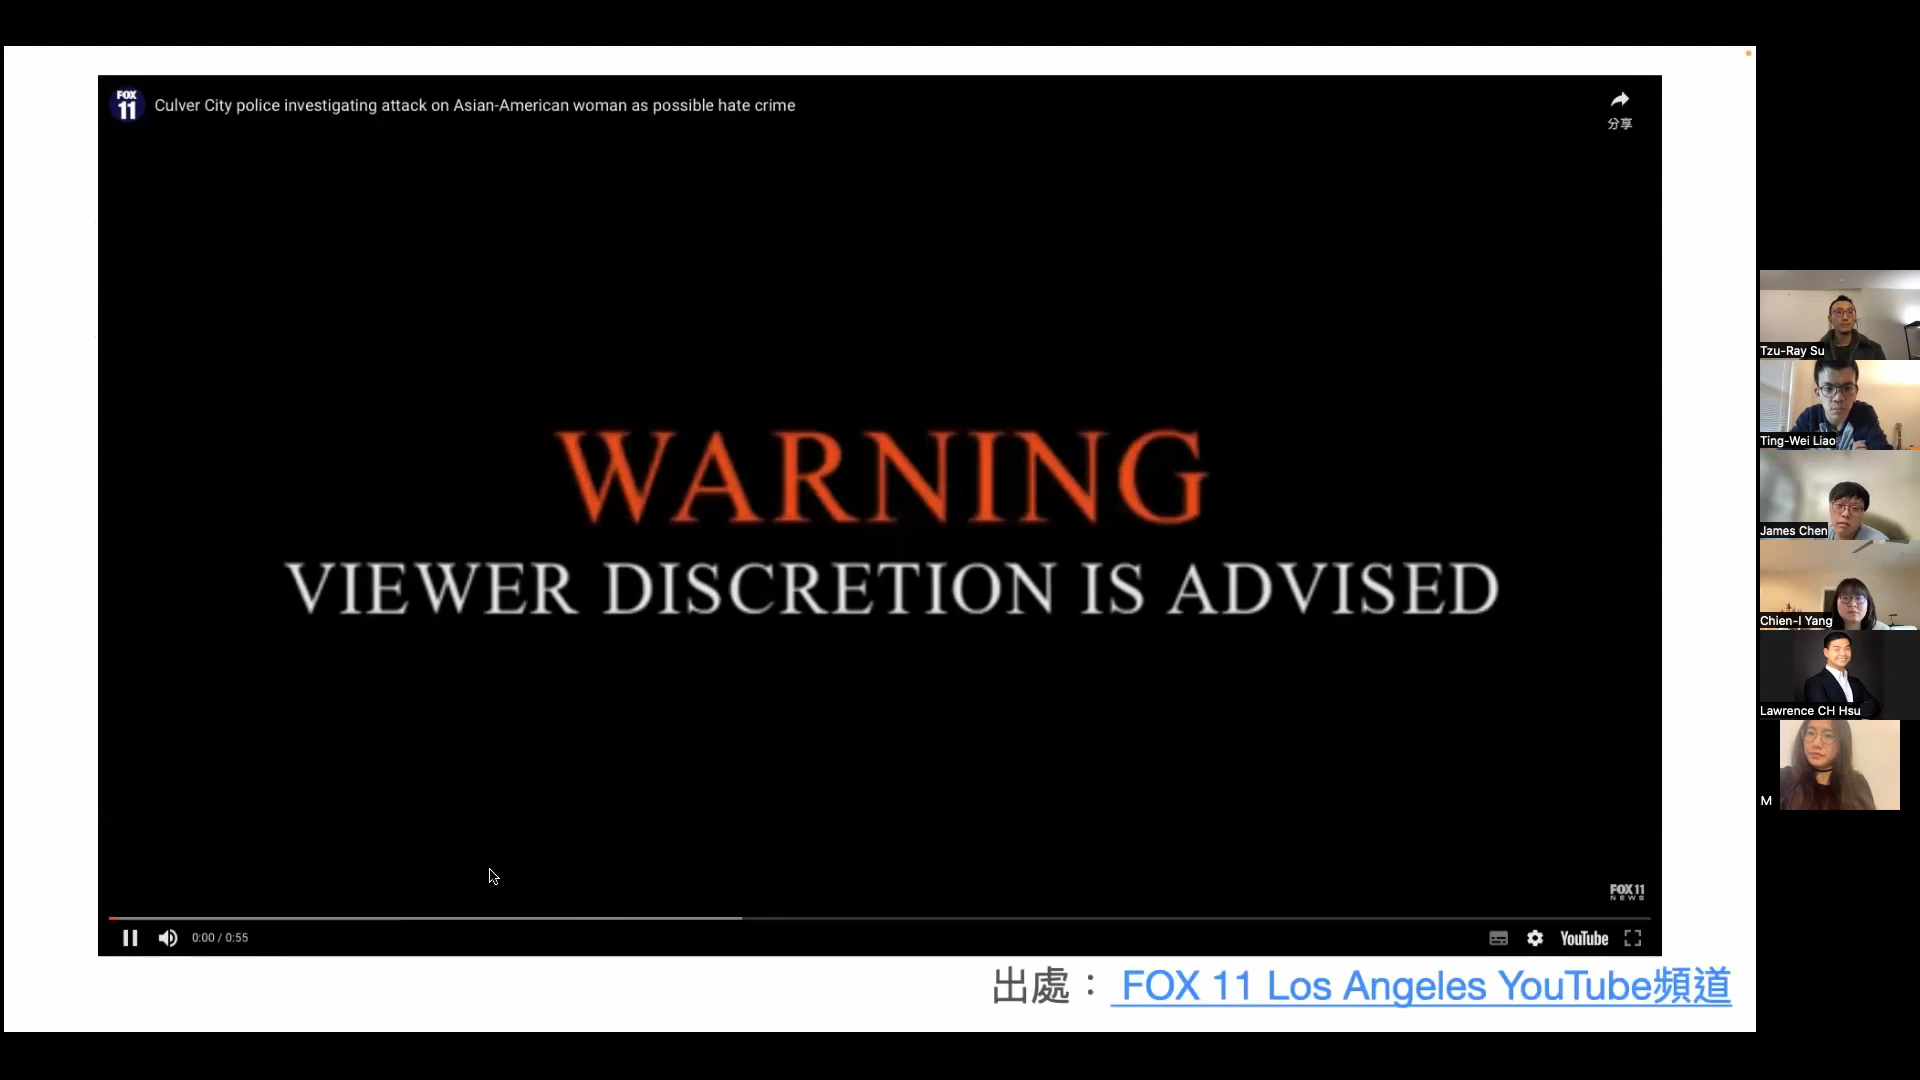 FOX
11
Culver City police investigating attack on Asian-American woman as possible hate crime
分享
WARNING
VIEWER DISCRETION IS ADVISED
FOX 11
NEWS
0:00 / 0:55
YouTube
出處： FOX 11 Los Angeles YouTube頻道
Tzu-Ray Su
Ting-Wei Liao
James Chen
Chien-I Yang
Lawrence CH Hsu
M